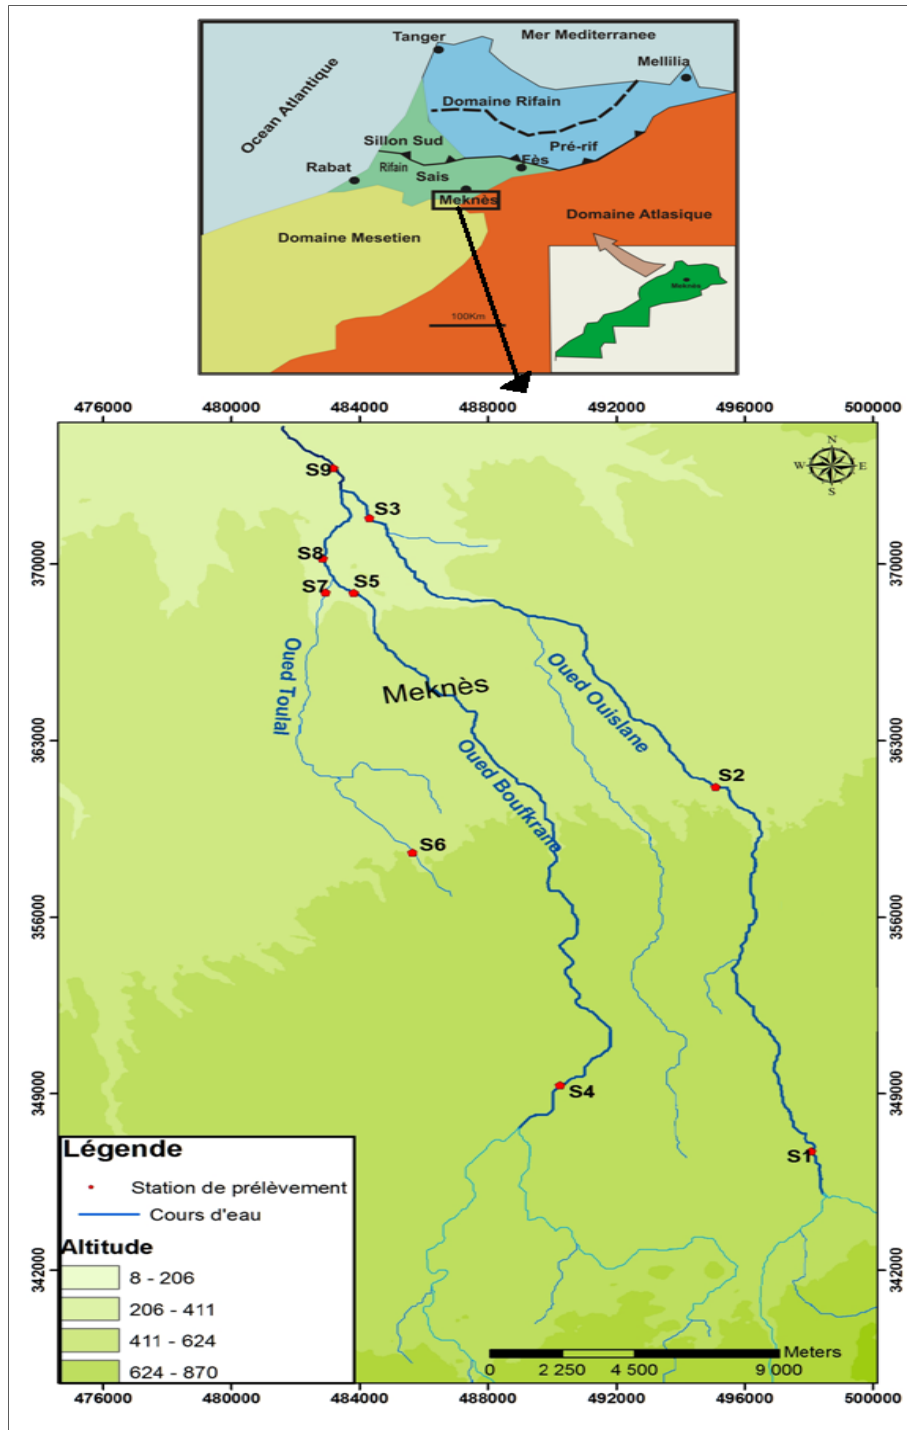 Tanger
Mer Mediterranee
Mellilia
Ocean Atlantique
Domaine Rifain
Sillon Sud
Pré-rif
Rabat
Rifain
Fès
Sais
Meknès
Domaine Atlasique
Domaine Mesetien
Meknès
100Km
476000 480000 484000 488000 492000 496000 500000
N
W E
S
S9
S3
370000 370000
S8
S7 S5
Oued Toulal
Meknès
Oued Ouislane
363000 363000
Oued Boufkrane
S2
S6
356000 356000
349000 349000
S4
S1
Légende
Station de prélèvement
Cours d'eau
Altitude
342000 342000
8 - 206
206 - 411
411 - 624
624 - 870
Meters
0 2 250 4 500 9 000
476000 480000 484000 488000 492000 496000 500000